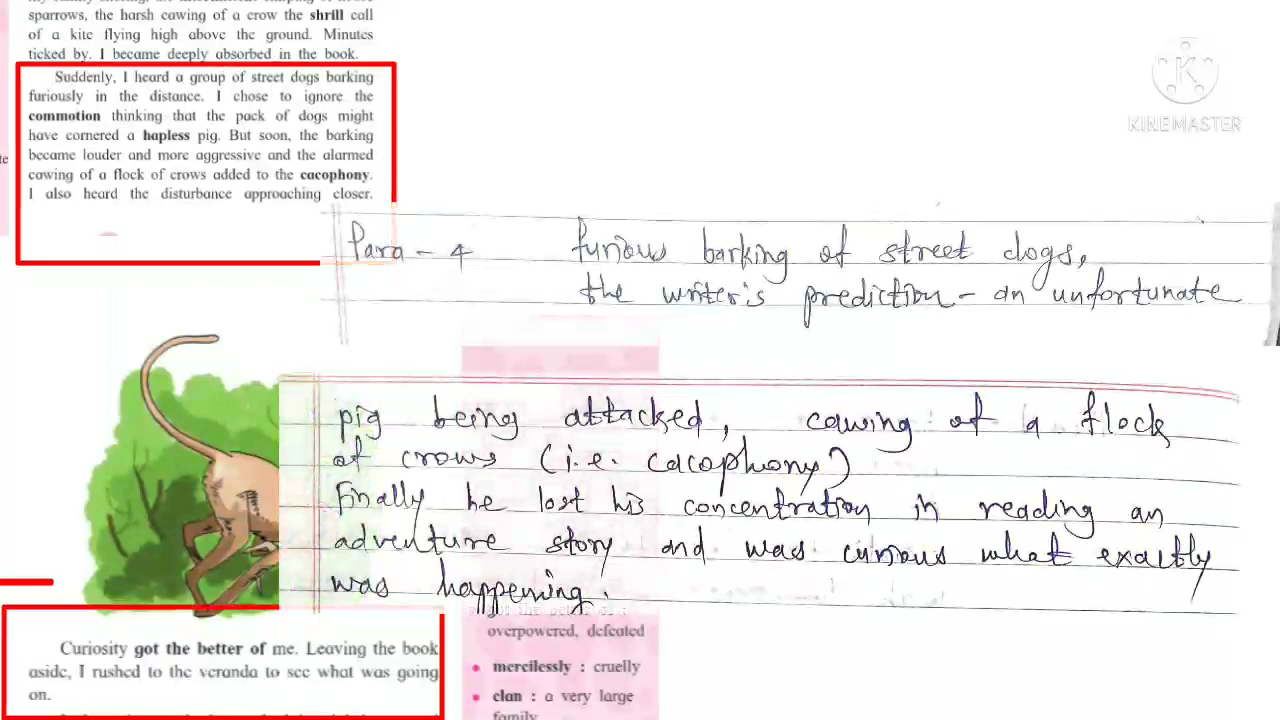 sparrows, the harsh cawing of a crow the shrill call
of a kite flying high above the ground. Minutes
ticked by. I became deeply absorbed in the book.
Suddenly, I heard a group of street dogs barking
furiously in the distance. I chose to ignore the
commotion thinking that the pack of dogs might
have cornered a hapless pig. But soon, the barking
became louder and more aggressive and the alarmed
cawing of a flock of crows added to the cacophony.
I also heard the disturbance approaching closer.
KINEMASTER
Para - 4 furious barking of street dogs,
the writer's prediction - an unfortunate
pig being attacked, cawing of a flock
of crows (i.e. cacophony)
Finally he lost his concentration in reading an
adventure story and was curious what exactly
was happening.
Curiosity got the better of me. Leaving the book
aside, I rushed to the veranda to see what was going
on.
overpowered, defeated
• mercilessly : cruelly
• clan : a very large
family